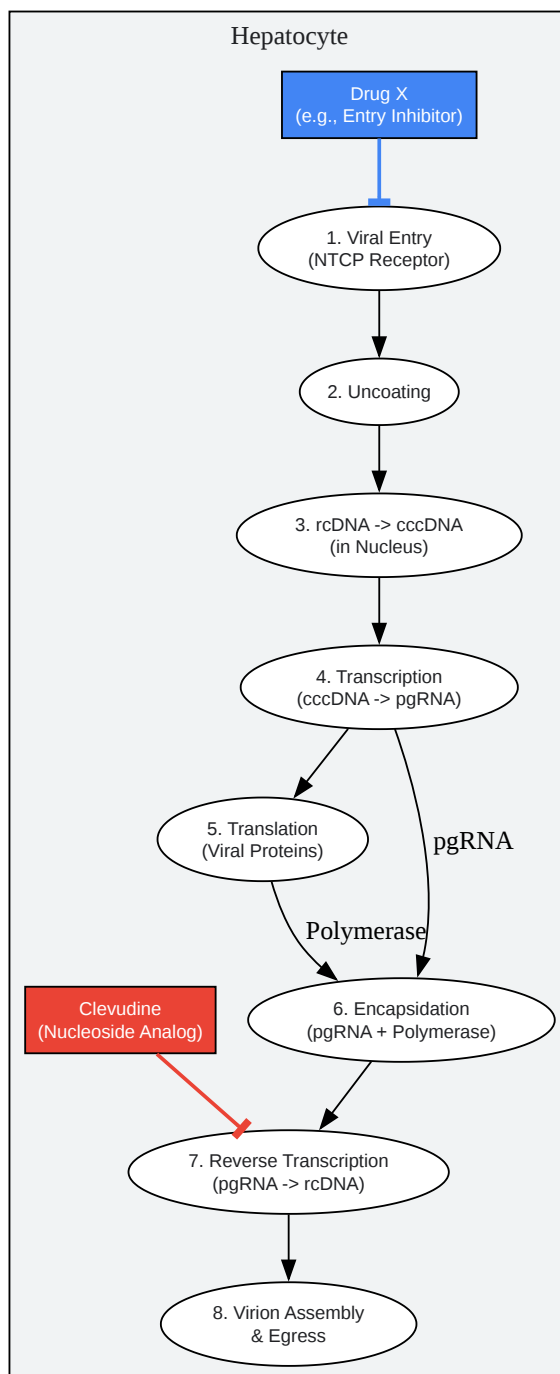 Hepatocyte
Drug X
(e.g., Entry Inhibitor)
1. Viral Entry
(NTCP Receptor)
2. Uncoating
3. rcDNA -> cccDNA
(in Nucleus)
4. Transcription
(cccDNA -> pgRNA)
5. Translation
(Viral Proteins)
pgRNA
Polymerase
Clevudine
(Nucleoside Analog)
6. Encapsidation
(pgRNA + Polymerase)
7. Reverse Transcription
(pgRNA -> rcDNA)
8. Virion Assembly
& Egress